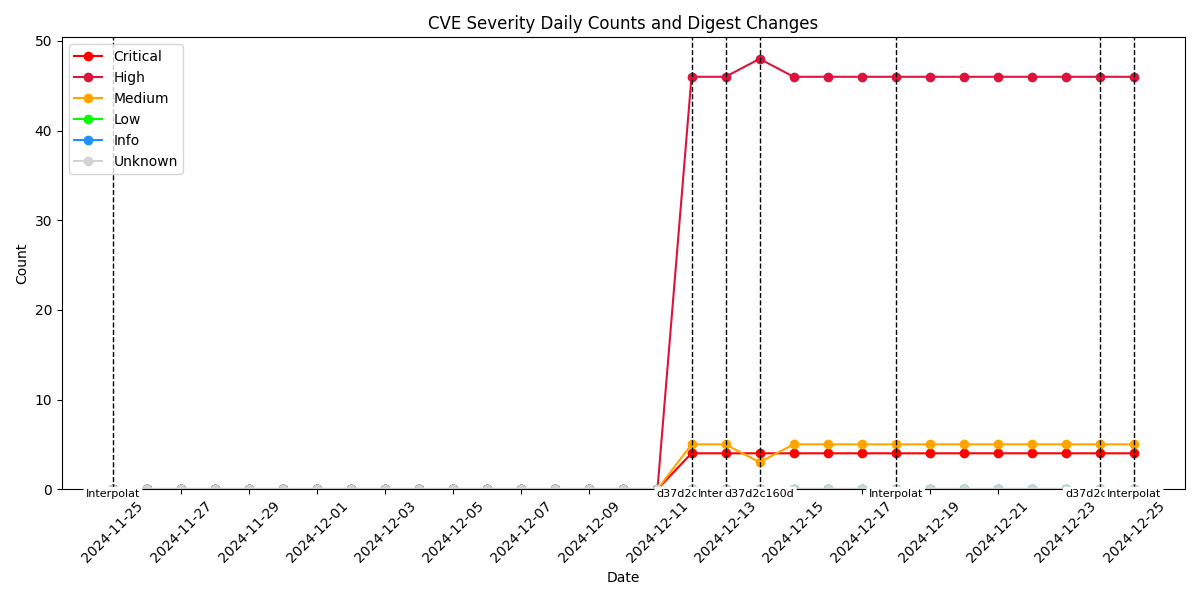 CVE Severity Daily Counts and Digest Changes
Critical
High
Medium
Low
Info
Unknown
Count
50
40
30
20
10
0
Interpolat
d37d2c
Inter
d37d2c160d
Interpolat
d37d2c
Interpolat
2024-11-25
2024-11-27
2024-11-29
2024-12-01
2024-12-03
2024-12-05
2024-12-07
2024-12-09
2024-12-11
2024-12-13
2024-12-15
2024-12-17
2024-12-19
2024-12-21
2024-12-23
2024-12-25
Date